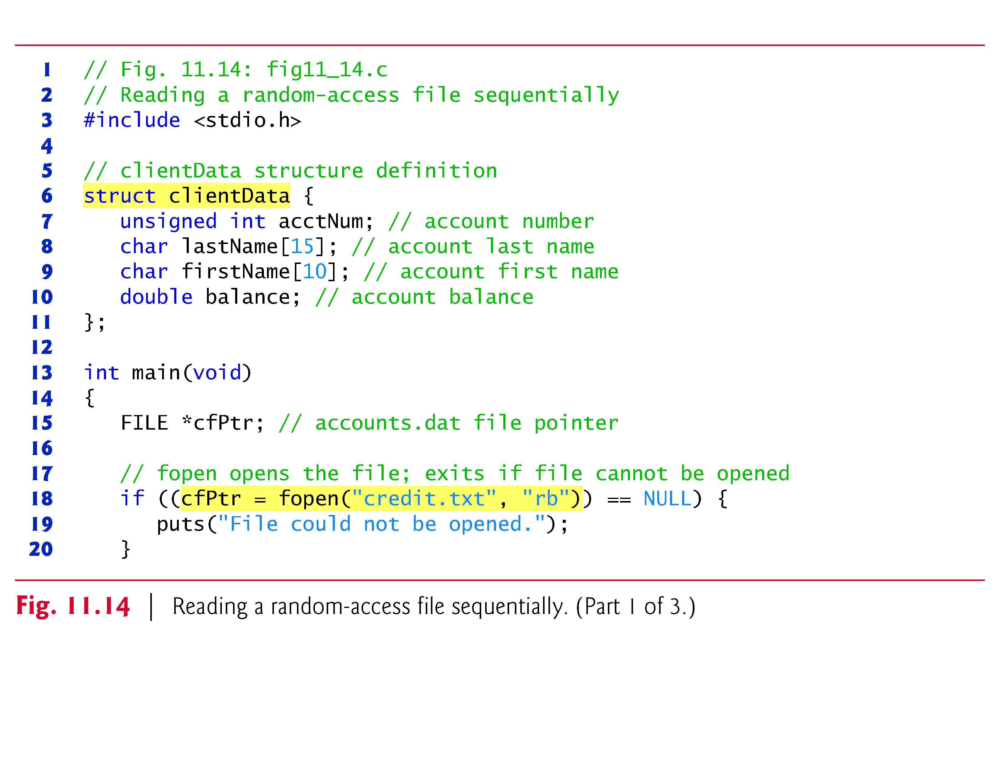 1 // Fig. 11.14: fig11_14.c
2 // Reading a random-access file sequentially
3 #include <stdio.h>
4
5 // clientData structure definition
6 struct clientData {
7 unsigned int acctNum; // account number
8 char lastName[15]; // account last name
9 char firstName[10]; // account first name
10 double balance; // account balance
11 };
12
13 int main(void)
14 {
15 FILE *cfPtr; // accounts.dat file pointer
16
17 // fopen opens the file; exits if file cannot be opened
18 if ((cfPtr = fopen("credit.txt", "rb")) == NULL) {
19 puts("File could not be opened.");
20 }
Fig. 11.14 | Reading a random-access file sequentially. (Part 1 of 3.)